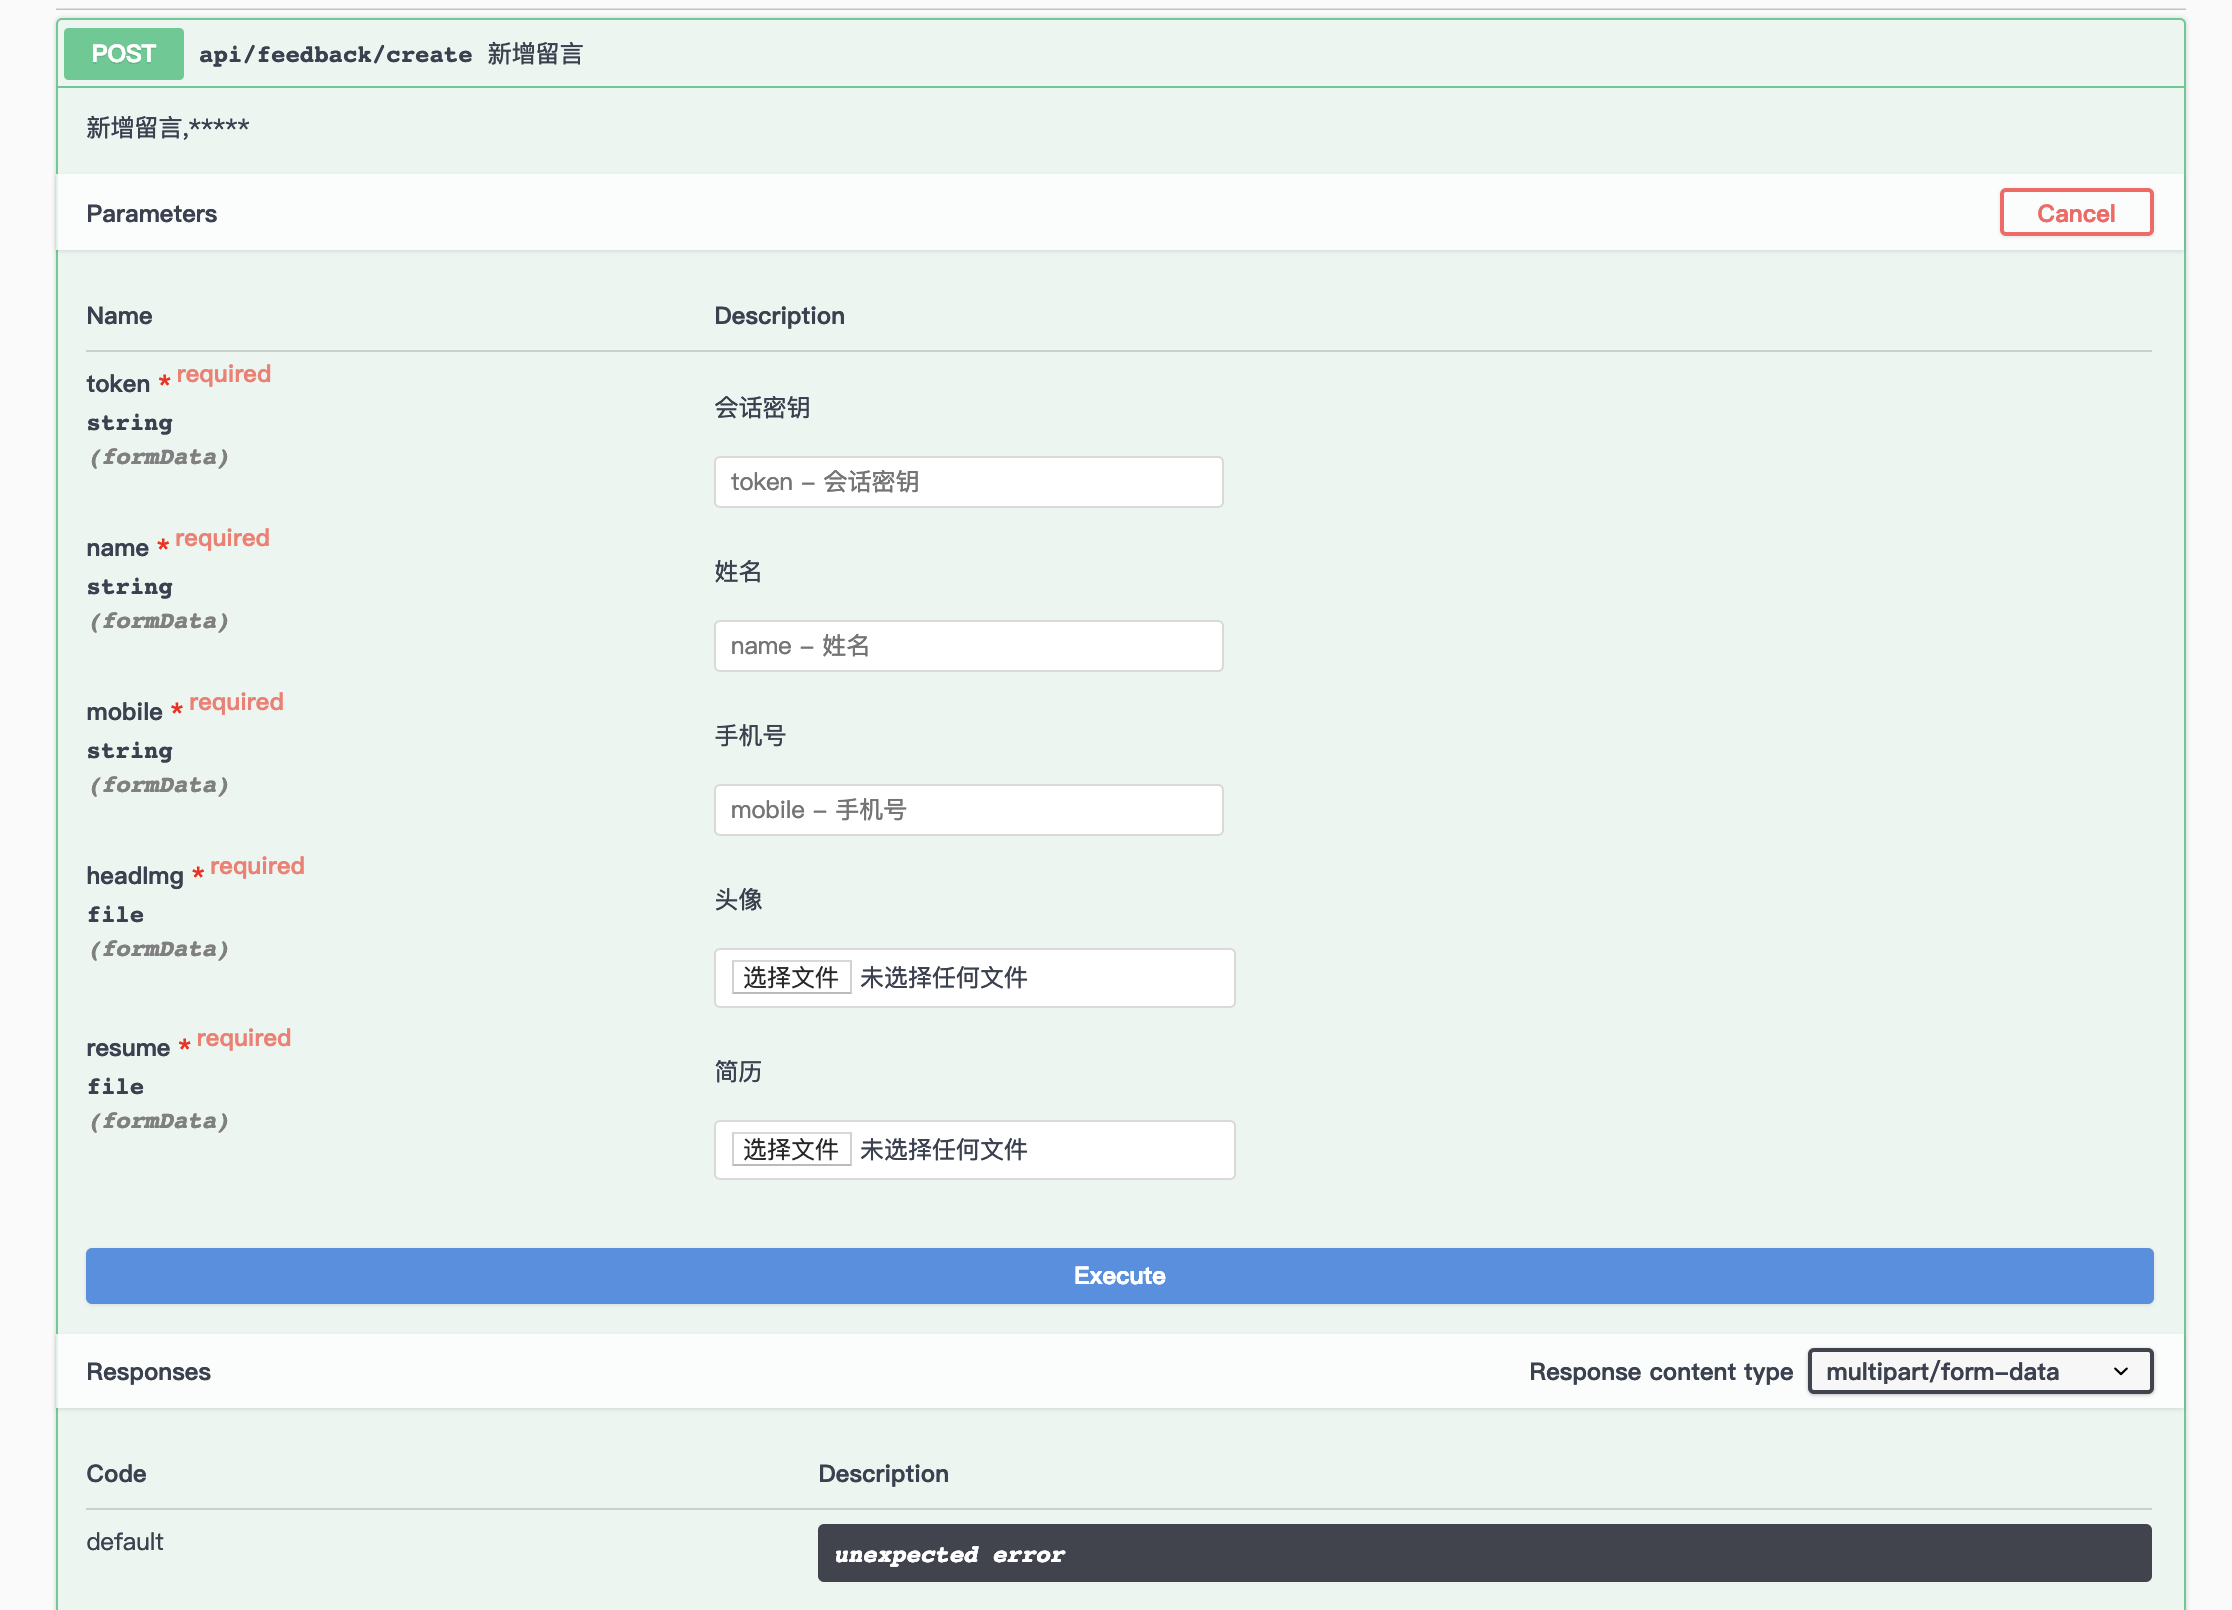 POST api/feedback/create 新增留言
新增留言,*****
Parameters
Cancel
Name Description
token * required
string
(formData)
会话密钥
token – 会话密钥
name * required
string
(formData)
姓名
name – 姓名
mobile * required
string
(formData)
手机号
mobile – 手机号
headImg * required
file
(formData)
头像
选择文件 未选择任何文件
resume * required
file
(formData)
简历
选择文件 未选择任何文件
Execute
Responses
Response content type multipart/form-data
Code Description
default
unexpected error